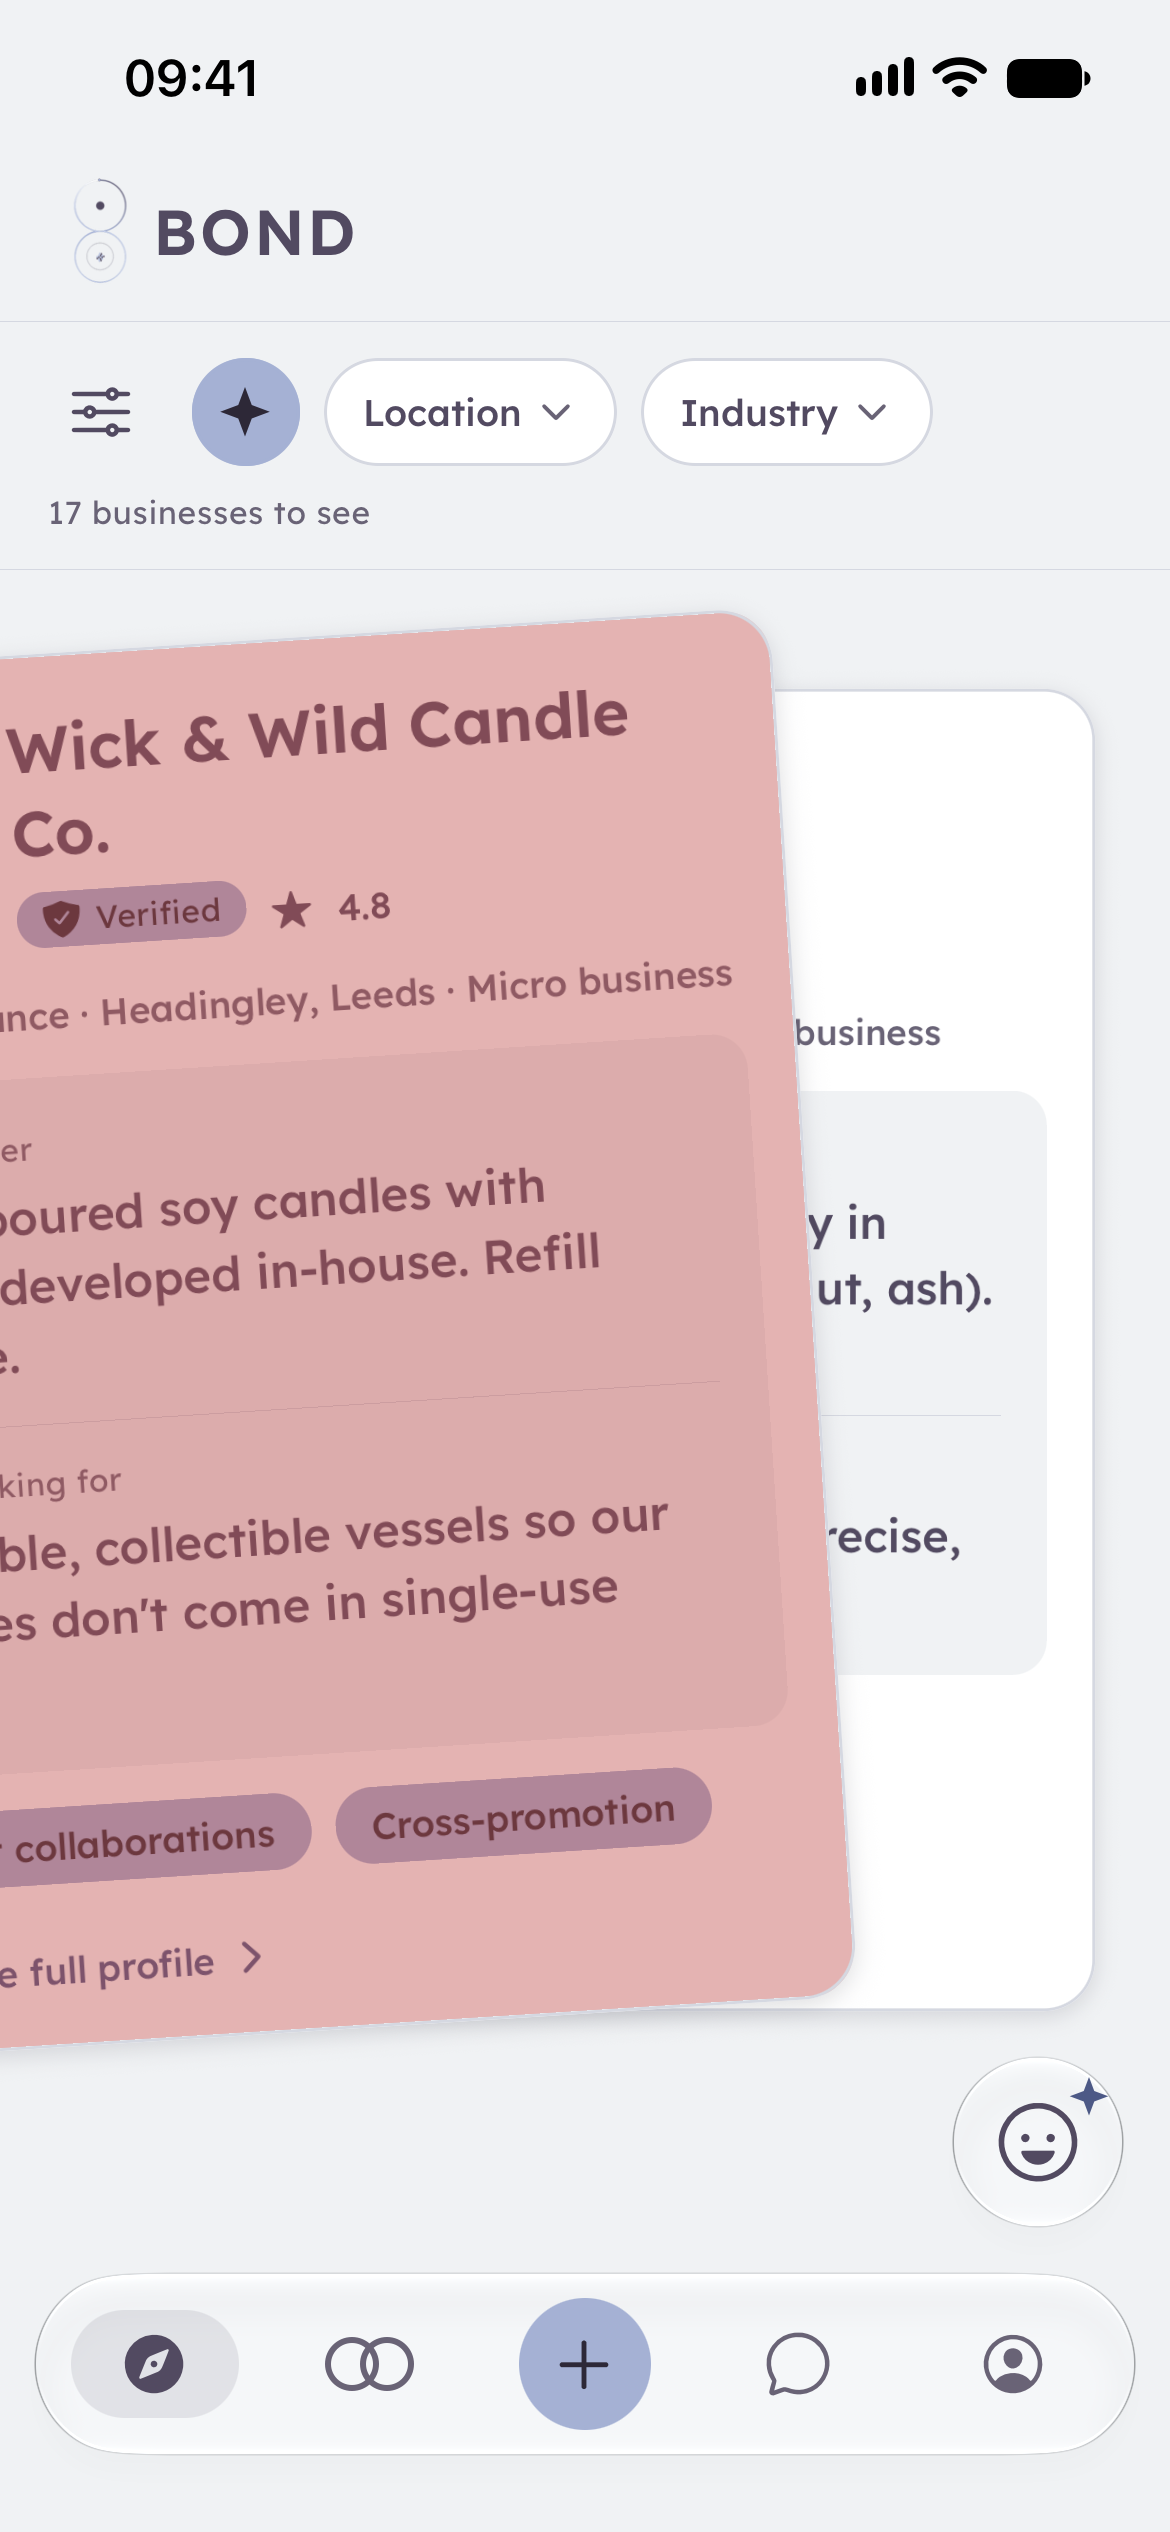 09:41
BOND
Location
Industry
17 businesses to see
Wick & Wild Candle
Co.
Verified
4.8
nce · Headingley, Leeds · Micro business
business
er
poured soy candles with
developed in-house. Refill
e.
y in
ut, ash).
king for
ble, collectible vessels so our
es don't come in single-use
recise,
collaborations
Cross-promotion
e full profile